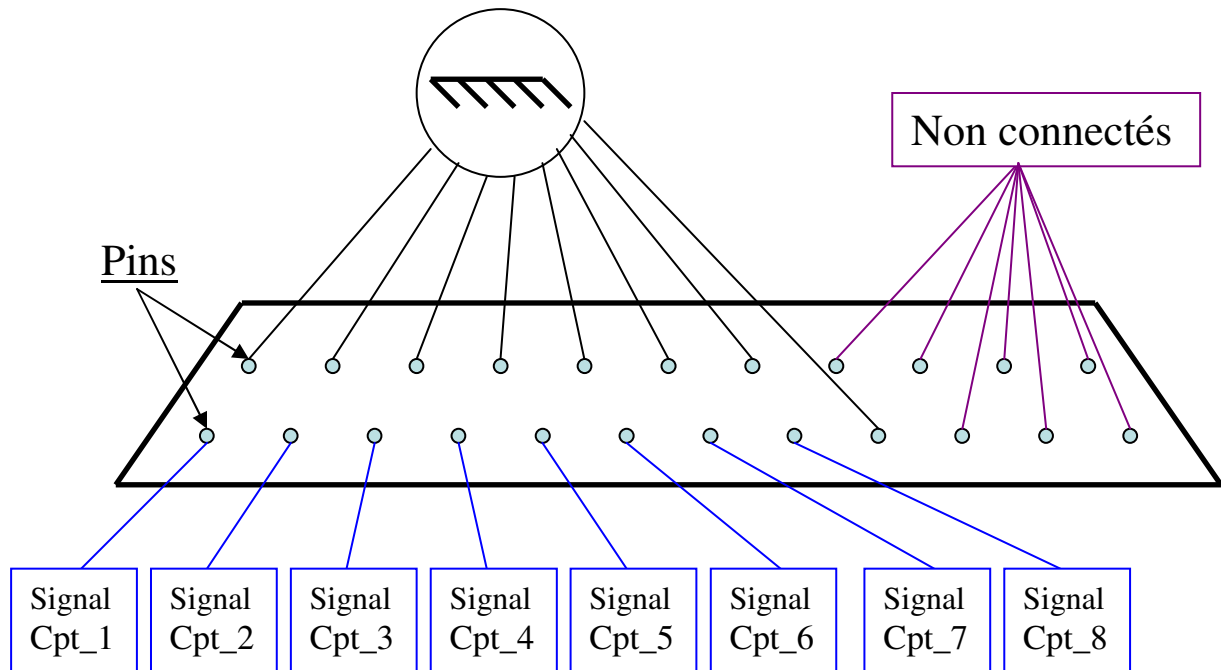 Non connectés
Pins
Signal
Cpt_1
Signal
Cpt_2
Signal
Cpt_3
Signal
Cpt_4
Signal
Cpt_5
Signal
Cpt_6
Signal
Cpt_7
Signal
Cpt_8